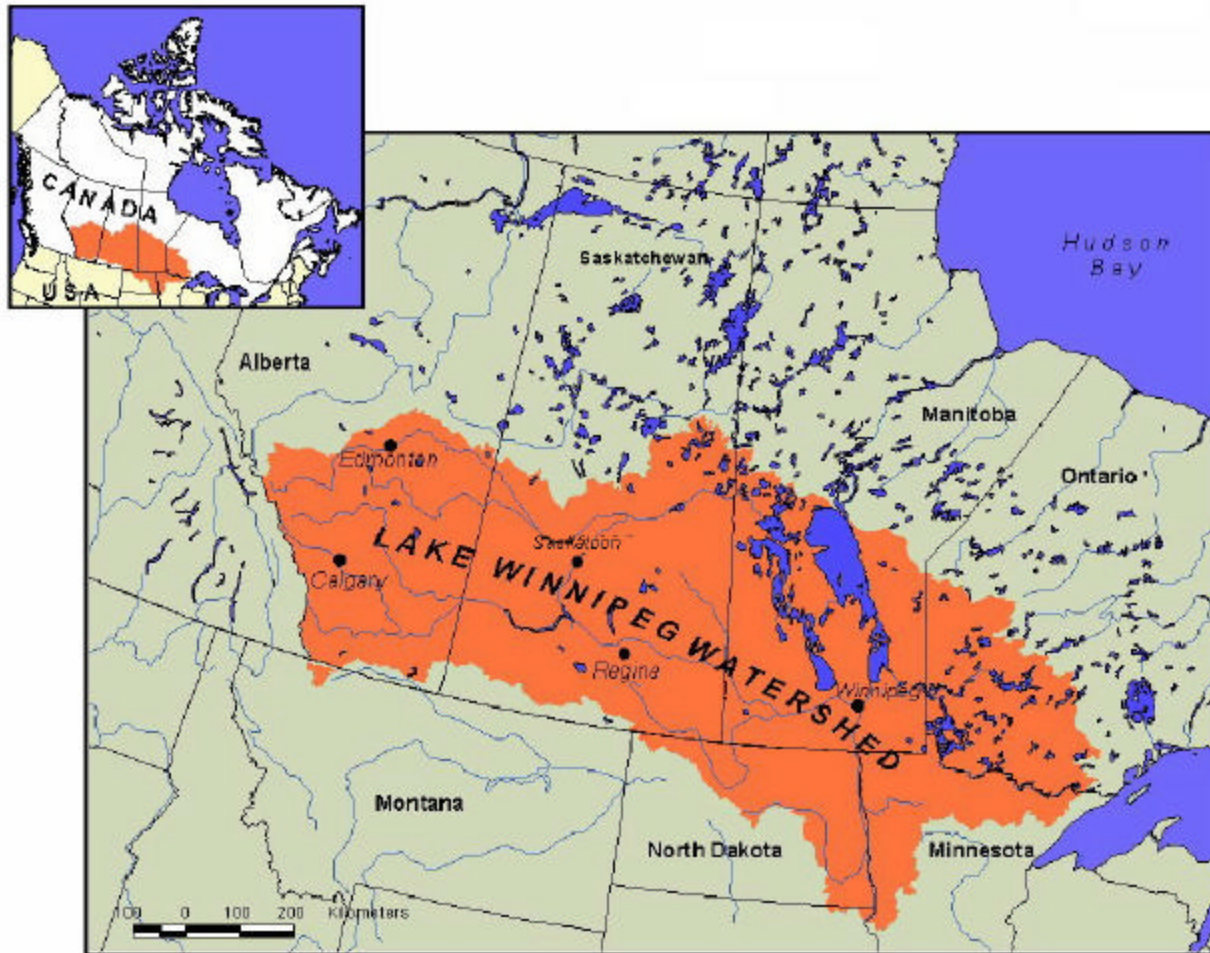 CANADA
USA
Hudson
Bay
Saskatchewan
Alberta
Manitoba
Ontario
Edmonton
Saskatoon
Calgary
LAKE WINNIPEG WATERSHED
Regina
Winnipeg
Montana
North Dakota
Minnesota
100 0 100 200 Kilometers